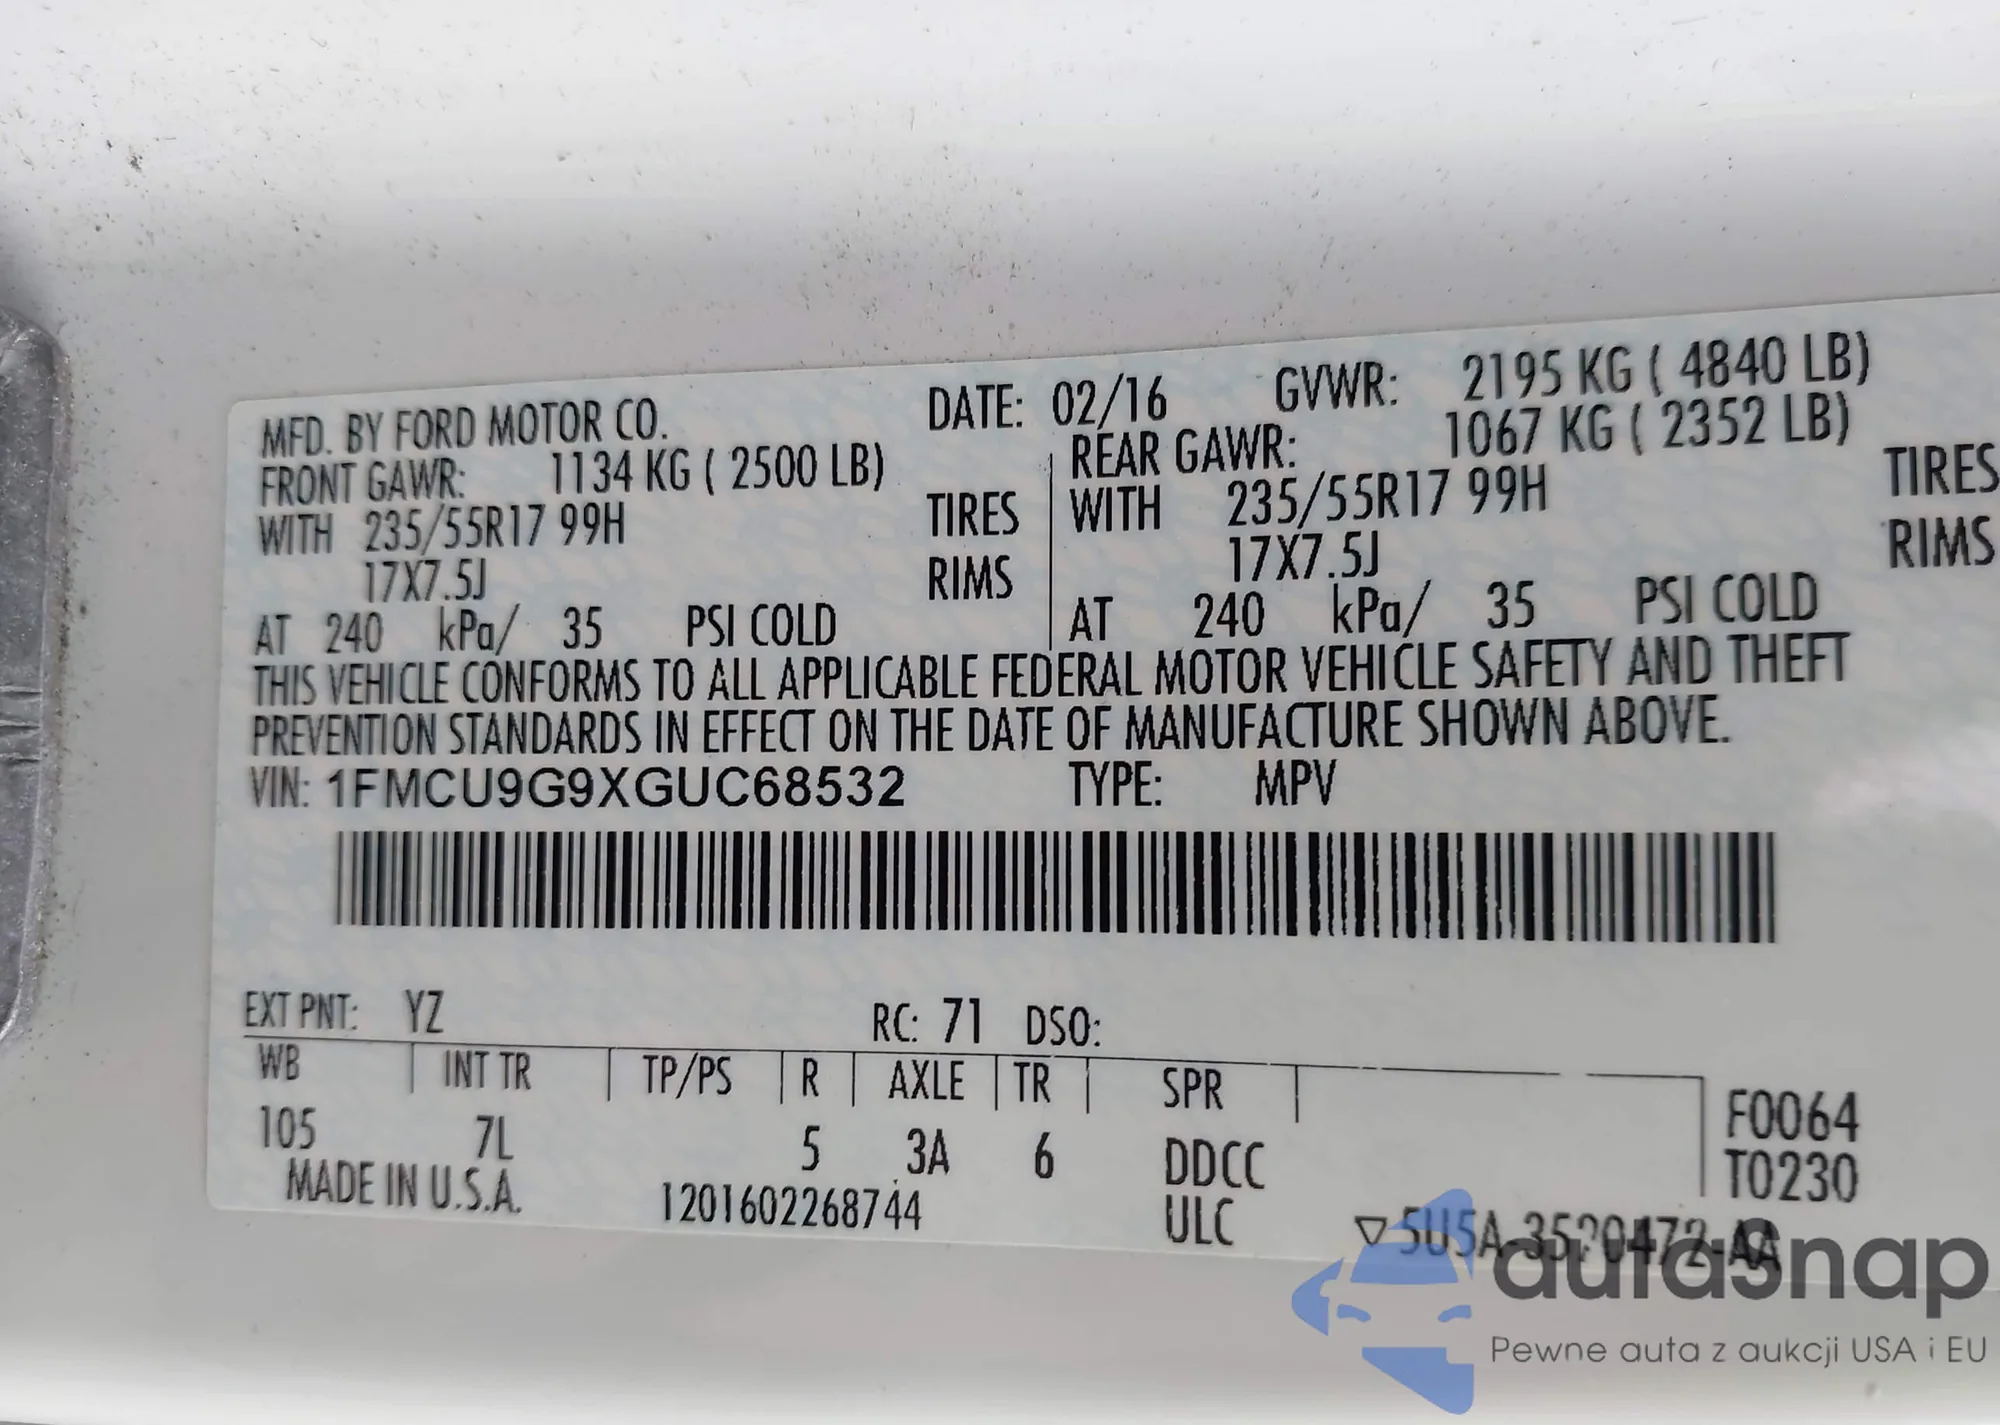 MFD. BY FORD MOTOR CO. DATE: 02/16 GVWR: 2195 KG ( 4840 LB)
FRONT GAWR: 1134 KG ( 2500 LB) REAR GAWR: 1067 KG ( 2352 LB)
WITH 235/55R17 99H TIRES WITH 235/55R17 99H TIRES
17X7.5J RIMS 17X7.5J RIMS
AT 240 kPa/ 35 PSI COLD AT 240 kPa/ 35 PSI COLD
THIS VEHICLE CONFORMS TO ALL APPLICABLE FEDERAL MOTOR VEHICLE SAFETY AND THEFT
PREVENTION STANDARDS IN EFFECT ON THE DATE OF MANUFACTURE SHOWN ABOVE.
VIN: 1FMCU9G9XGUC68532 TYPE: MPV
EXT PNT: YZ RC: 71 DSO:
WB INT TR TP/PS R AXLE TR SPR
F0064
105 7L 5 3A 6 DDCC T0230
MADE IN U.S.A. 1201602268744 ULC
autaSnap
Pewne auta z aukcji USA i EU